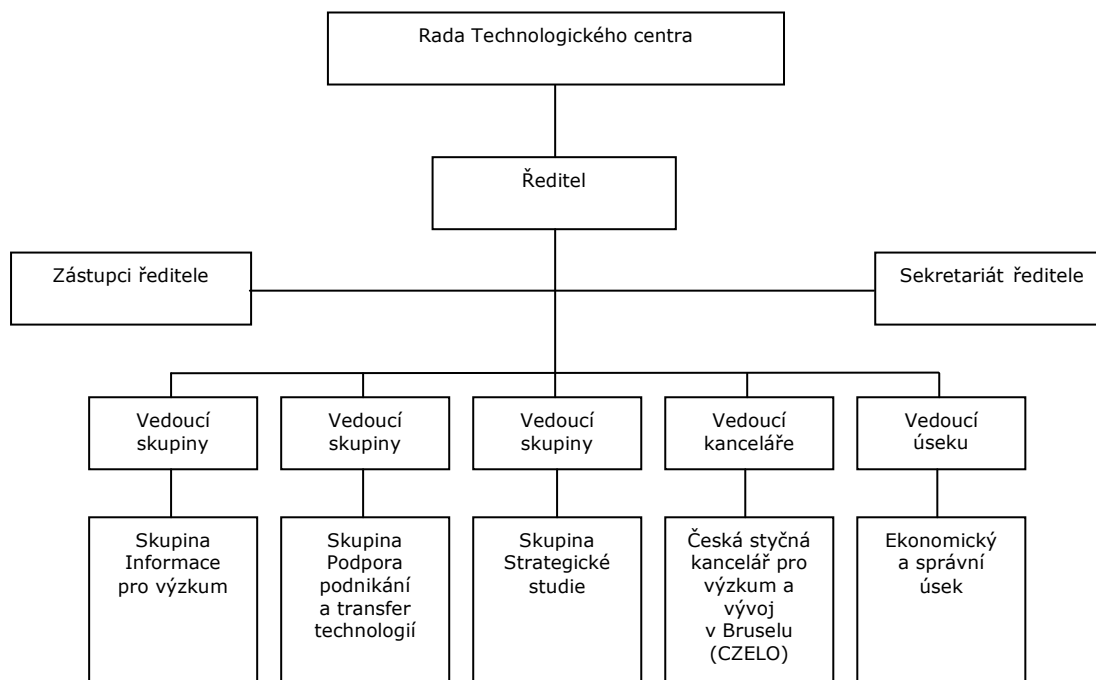 Rada Technologického centra
Ředitel
Zástupci ředitele
Sekretariát ředitele
Vedoucí
skupiny
Vedoucí
skupiny
Vedoucí
skupiny
Vedoucí
kanceláře
Vedoucí
úseku
Skupina
Informace
pro výzkum
Skupina
Podpora
podnikání
a transfer
technologií
Skupina
Strategické
studie
Česká styčná
kancelář pro
výzkum a
vývoj
v Bruselu
(CZELO)
Ekonomický
a správní
úsek